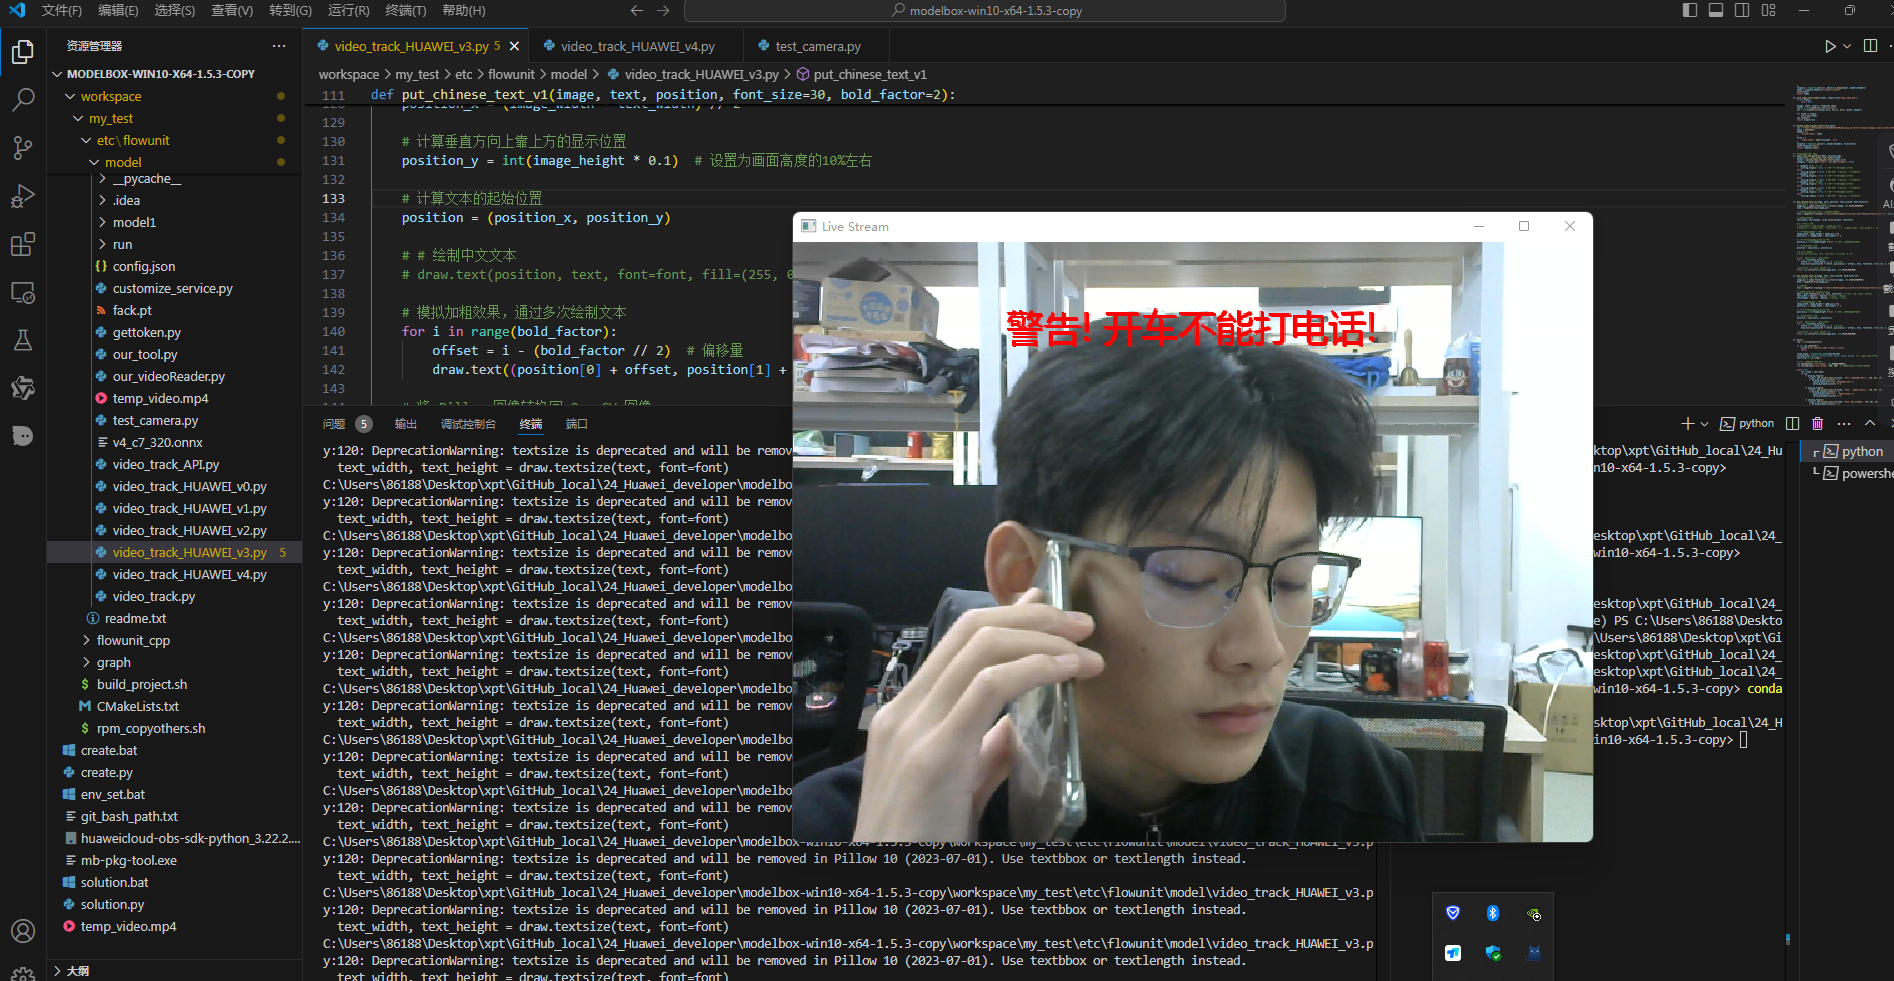 文件(F) 编辑(E) 选择(S) 查看(V) 转到(G) 运行(R) 终端(T) 帮助(H)
modelbox-win10-x64-1.5.3-copy
资源管理器
MODELBOX-WIN10-X64-1.5.3-COPY
workspace
my_test
etc\flowunit
model
__pycache__
.idea
model1
run
config.json
customize_service.py
fack.pt
gettoken.py
our_tool.py
our_videoReader.py
temp_video.mp4
test_camera.py
v4_c7_320.onnx
video_track_API.py
video_track_HUAWEI_v0.py
video_track_HUAWEI_v1.py
video_track_HUAWEI_v2.py
video_track_HUAWEI_v3.py 5
video_track_HUAWEI_v4.py
video_track.py
readme.txt
flowunit_cpp
graph
build_project.sh
CMakeLists.txt
rpm_copyothers.sh
create.bat
create.py
env_set.bat
git_bash_path.txt
huaweicloud-obs-sdk-python_3.22.2....
mb-pkg-tool.exe
solution.bat
solution.py
temp_video.mp4
大纲
video_track_HUAWEI_v3.py 5
video_track_HUAWEI_v4.py
test_camera.py
workspace > my_test > etc > flowunit > model > video_track_HUAWEI_v3.py > put_chinese_text_v1
111 def put_chinese_text_v1(image, text, position, font_size=30, bold_factor=2):
129
130 # 计算垂直方向上靠上方的显示位置
131 position_y = int(image_height * 0.1)  # 设置为画面高度的10%左右
132
133 # 计算文本的起始位置
134 position = (position_x, position_y)
135
136 # # 绘制中文文本
137 # draw.text(position, text, font=font, fill=(255, 0
138
139 # 模拟加粗效果，通过多次绘制文本
140 for i in range(bold_factor):
141 offset = i - (bold_factor // 2)  # 偏移量
142 draw.text((position[0] + offset, position[1] +
143
Live Stream
警告! 开车不能打电话!
问题 5 输出 调试控制台 终端 端口
python
python
powershe
y:120: DeprecationWarning: textsize is deprecated and will be remov
text_width, text_height = draw.textsize(text, font=font)
C:\Users\86188\Desktop\xpt\GitHub_local\24_Huawei_developer\modelbo
y:120: DeprecationWarning: textsize is deprecated and will be remov
text_width, text_height = draw.textsize(text, font=font)
C:\Users\86188\Desktop\xpt\GitHub_local\24_Huawei_developer\modelbo
y:120: DeprecationWarning: textsize is deprecated and will be remov
text_width, text_height = draw.textsize(text, font=font)
C:\Users\86188\Desktop\xpt\GitHub_local\24_Huawei_developer\modelbo
y:120: DeprecationWarning: textsize is deprecated and will be remov
text_width, text_height = draw.textsize(text, font=font)
C:\Users\86188\Desktop\xpt\GitHub_local\24_Huawei_developer\modelbo
y:120: DeprecationWarning: textsize is deprecated and will be remov
text_width, text_height = draw.textsize(text, font=font)
C:\Users\86188\Desktop\xpt\GitHub_local\24_Huawei_developer\modelbo
y:120: DeprecationWarning: textsize is deprecated and will be remov
text_width, text_height = draw.textsize(text, font=font)
C:\Users\86188\Desktop\xpt\GitHub_local\24_Huawei_developer\modelbo
y:120: DeprecationWarning: textsize is deprecated and will be remov
text_width, text_height = draw.textsize(text, font=font)
C:\Users\86188\Desktop\xpt\GitHub_local\24_Huawei_developer\modelbo
y:120: DeprecationWarning: textsize is deprecated and will be remov
text_width, text_height = draw.textsize(text, font=font)
C:\Users\86188\Desktop\xpt\GitHub_local\24_Huawei_developer\modelbox-win10-x64-1.5.3-copy\workspace\my_test\etc\flowunit\model\video_track_HUAWEI_v3.p
y:120: DeprecationWarning: textsize is deprecated and will be removed in Pillow 10 (2023-07-01). Use textbbox or textlength instead.
text_width, text_height = draw.textsize(text, font=font)
C:\Users\86188\Desktop\xpt\GitHub_local\24_Huawei_developer\modelbox-win10-x64-1.5.3-copy\workspace\my_test\etc\flowunit\model\video_track_HUAWEI_v3.p
y:120: DeprecationWarning: textsize is deprecated and will be removed in Pillow 10 (2023-07-01). Use textbbox or textlength instead.
text_width, text_height = draw.textsize(text, font=font)
C:\Users\86188\Desktop\xpt\GitHub_local\24_Huawei_developer\modelbox-win10-x64-1.5.3-copy\workspace\my_test\etc\flowunit\model\video_track_HUAWEI_v3.p
y:120: DeprecationWarning: textsize is deprecated and will be removed in Pillow 10 (2023-07-01). Use textbbox or textlength instead.
text_width, text_height = draw.textsize(text, font=font)
ktop\xpt\GitHub_local\24_Hu
n10-x64-1.5.3-copy>
esktop\xpt\GitHub_local\24_
win10-x64-1.5.3-copy>
esktop\xpt\GitHub_local\24_
e) PS C:\Users\86188\Deskto
\Users\86188\Desktop\xpt\Gi
esktop\xpt\GitHub_local\24_
esktop\xpt\GitHub_local\24_
win10-x64-1.5.3-copy> conda
sktop\xpt\GitHub_local\24_H
in10-x64-1.5.3-copy>